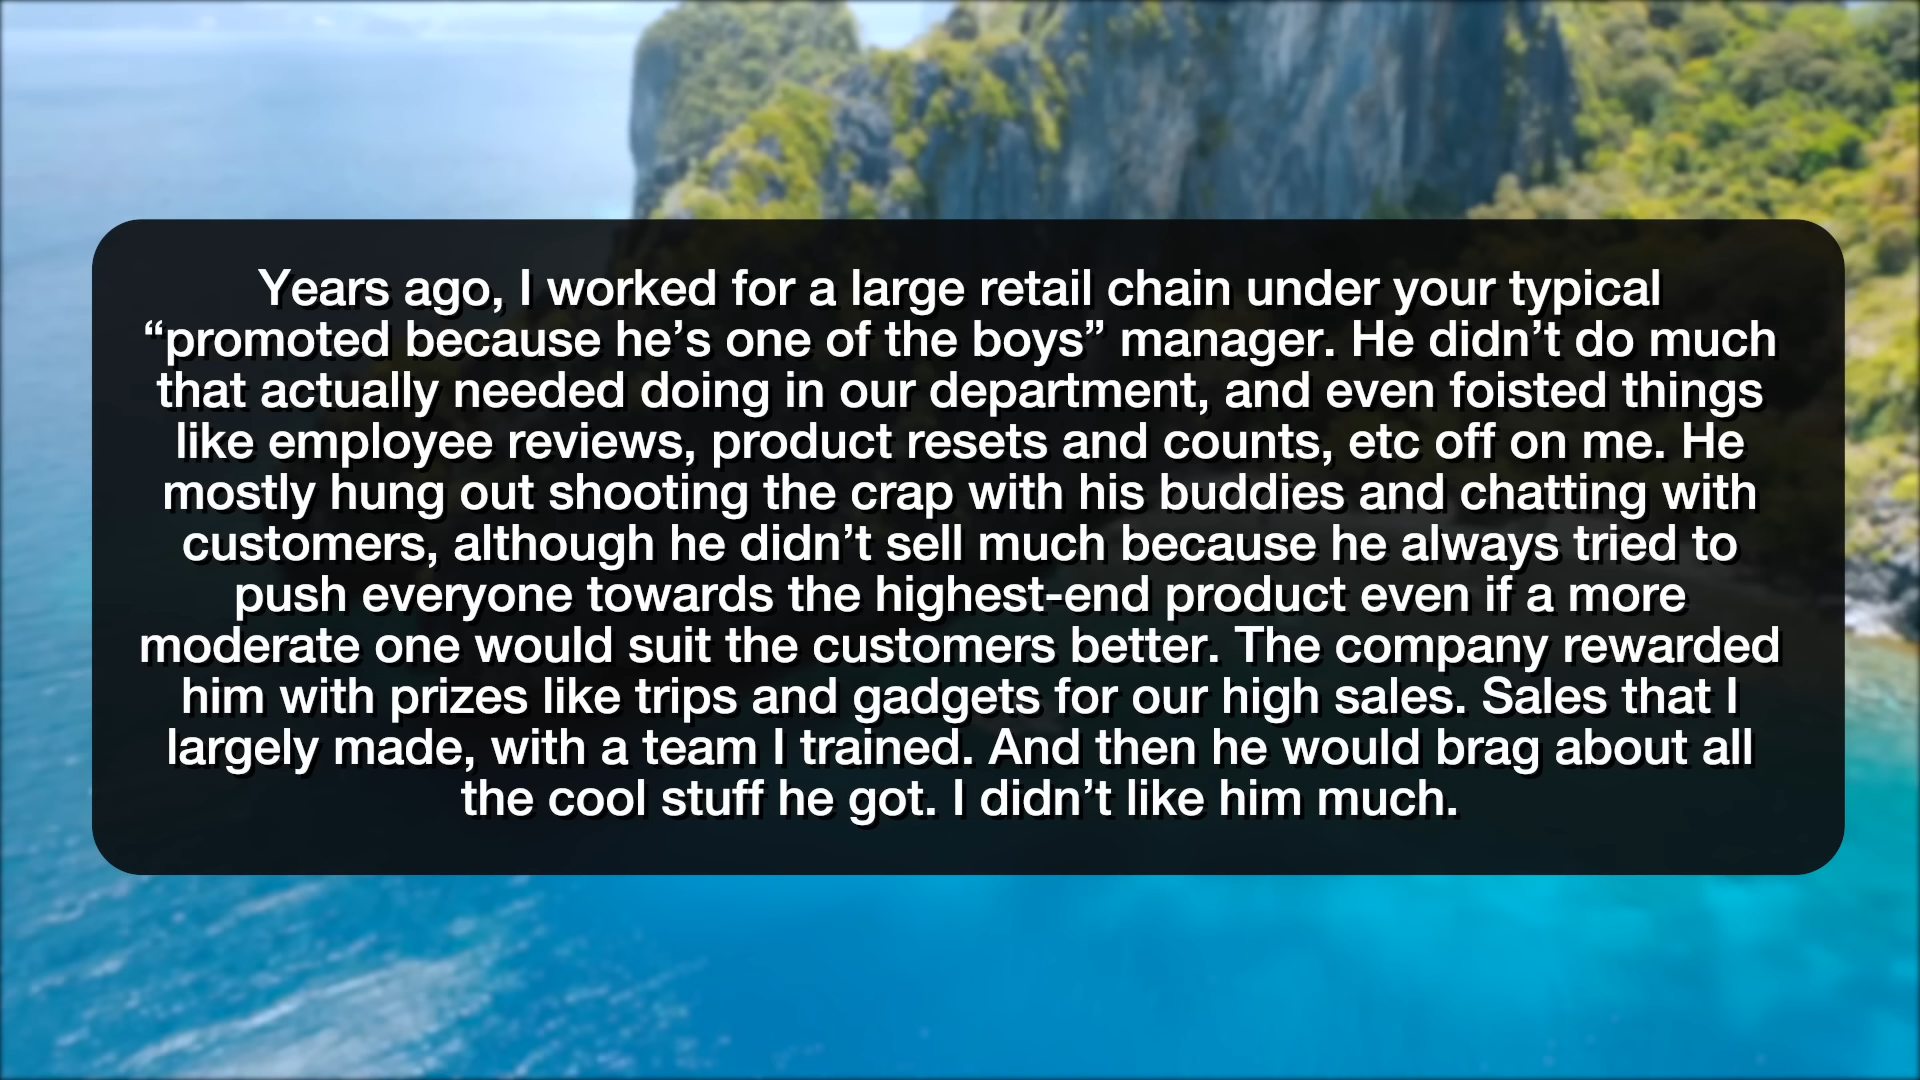 Years ago, I worked for a large retail chain under your typical
“promoted because he’s one of the boys” manager. He didn’t do much
that actually needed doing in our department, and even foisted things
like employee reviews, product resets and counts, etc off on me. He
mostly hung out shooting the crap with his buddies and chatting with
customers, although he didn’t sell much because he always tried to
push everyone towards the highest-end product even if a more
moderate one would suit the customers better. The company rewarded
him with prizes like trips and gadgets for our high sales. Sales that I
largely made, with a team I trained. And then he would brag about all
the cool stuff he got. I didn’t like him much.